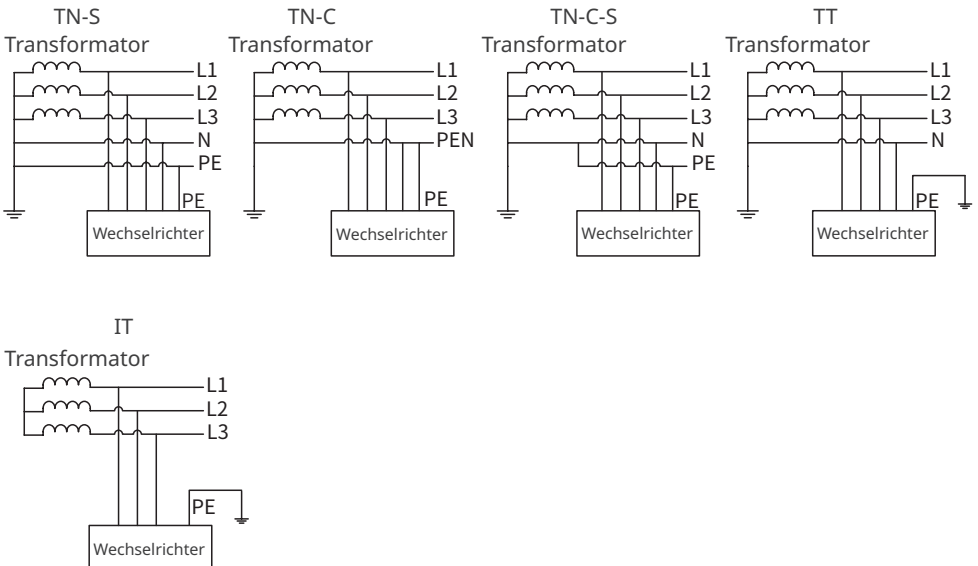 TN-S
Transformator
L1
L2
L3
N
PE
PE
Wechselrichter
TN-C
Transformator
L1
L2
L3
PEN
PE
Wechselrichter
TN-C-S
Transformator
L1
L2
L3
N
PE
PE
Wechselrichter
TT
Transformator
L1
L2
L3
N
PE
Wechselrichter
IT
Transformator
L1
L2
L3
PE
Wechselrichter